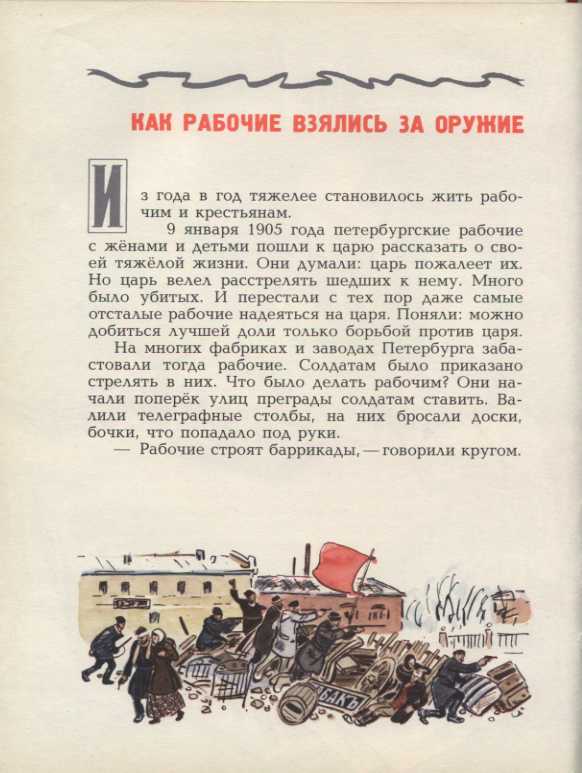 КАК РАБОЧИЕ ВЗЯЛИСЬ ЗА ОРУЖИЕ
Из года в год тяжелее становилось жить рабо-
чим и крестьянам.
9 января 1905 года петербургские рабочие
с жёнами и детьми пошли к царю рассказать о сво-
ей тяжёлой жизни. Они думали: царь пожалеет их.
Но царь велел расстрелять шедших к нему. Много
было убитых. И перестали с тех пор даже самые
отсталые рабочие надеяться на царя. Поняли: можно
добиться лучшей доли только борьбой против царя.
На многих фабриках и заводах Петербурга заба-
стовали тогда рабочие. Солдатам было приказано
стрелять в них. Что было делать рабочим? Они на-
чали поперёк улиц преграды солдатам ставить. Ва-
лили телеграфные столбы, на них бросали доски,
бочки, что попадало под руки.
— Рабочие строят баррикады, — говорили кругом.
БАКЪ